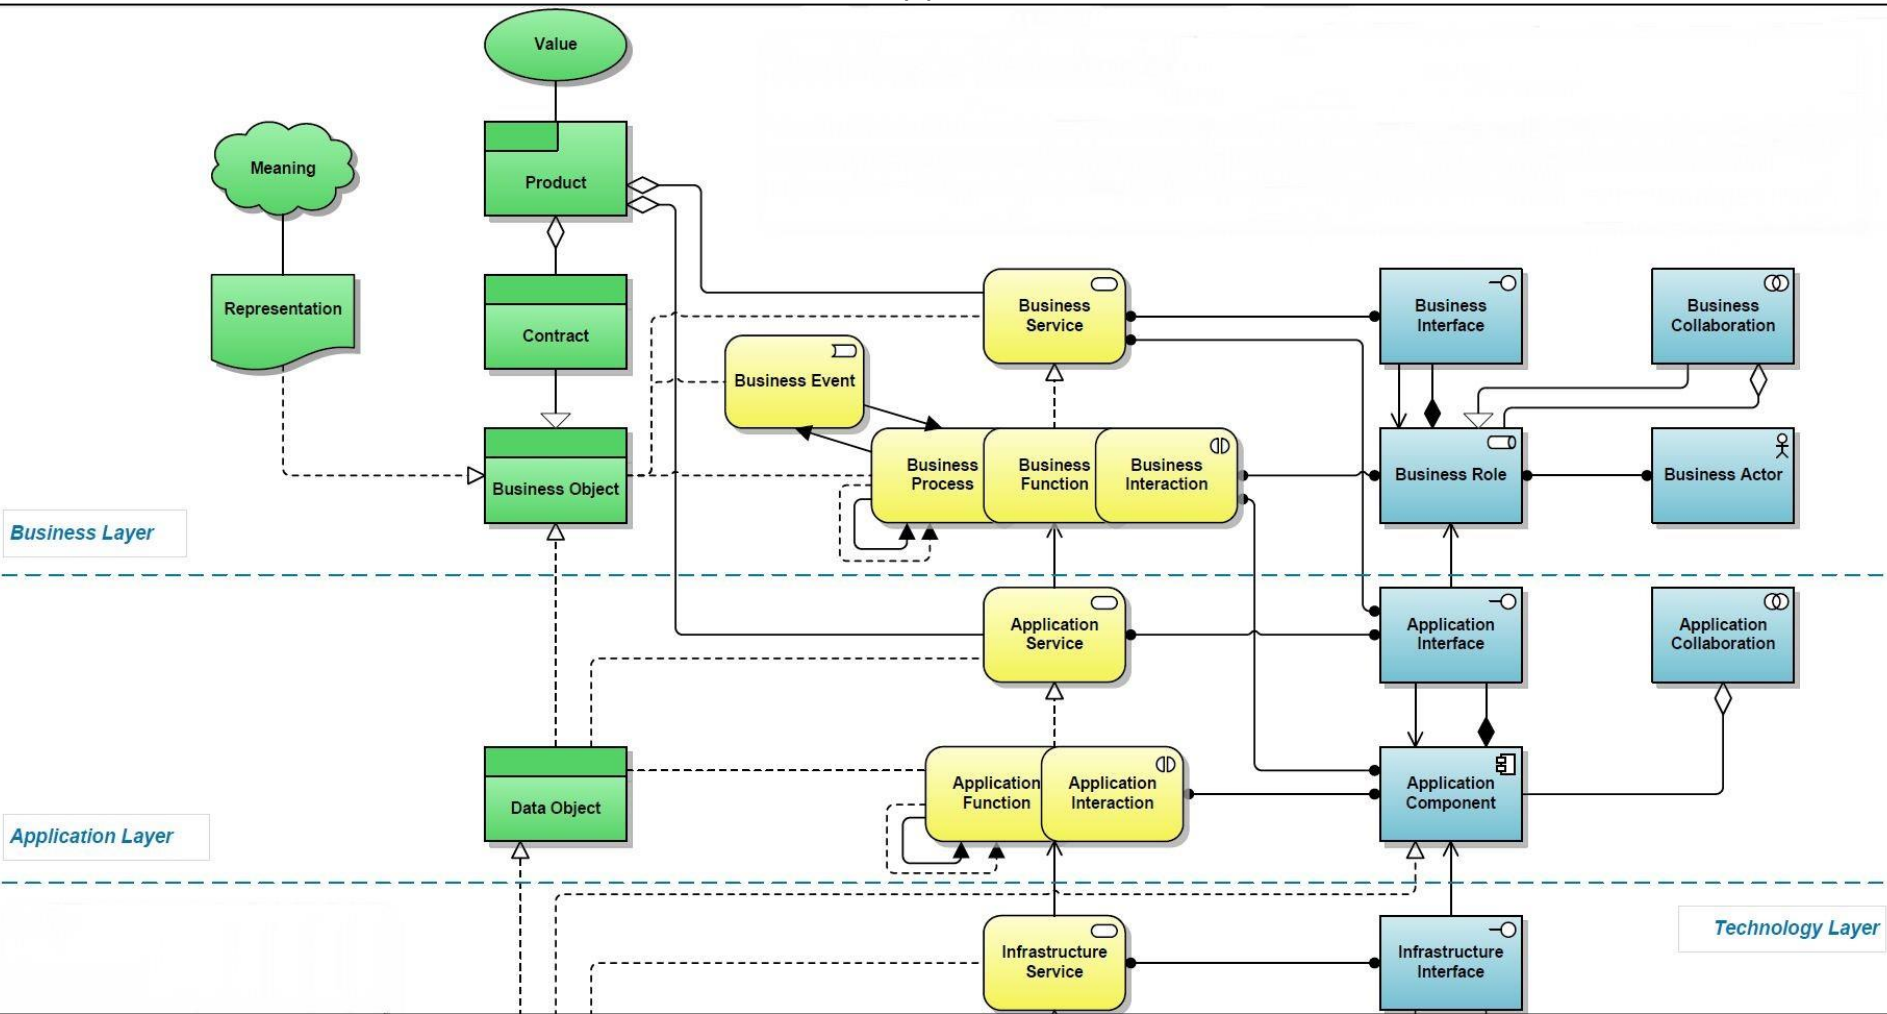 Value
Meaning
Product
Representation
Contract
Business
Service
Business
Interface
Business
Collaboration
Business Event
Business Object
Business
Process
Business
Function
Business
Interaction
Business Role
Business Actor
Business Layer
Application
Service
Application
Interface
Application
Collaboration
Data Object
Application
Function
Application
Interaction
Application
Component
Application Layer
Technology Layer
Infrastructure
Service
Infrastructure
Interface